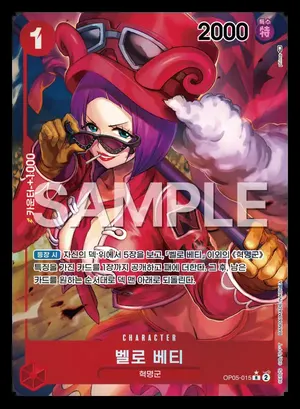 1
2000
특수
特
카운터+1000
SAMPLE
등장 시 자신의 덱 위에서 5장을 보고, 「벨로 베티」 이외의 《혁명군》
특징을 가진 카드를 1장까지 공개하고 패에 더한다. 그 후, 남은
카드를 원하는 순서대로 덱 맨 아래로 되돌린다.
CHARACTER
벨로 베티
혁명군
OP05-015 R 2